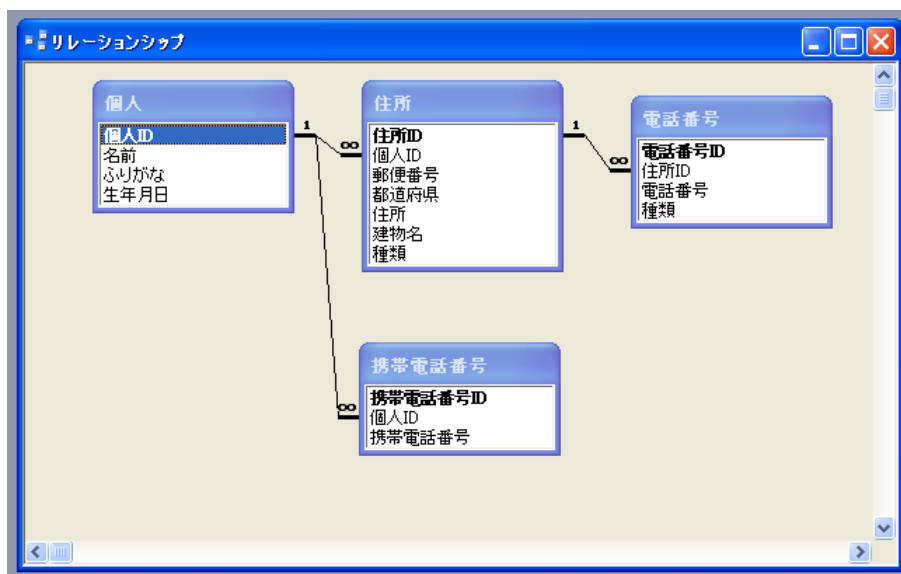 リレーションシップ
個人
個人ID
名前
ふりがな
生年月日
1
∞
住所
住所ID
個人ID
郵便番号
都道府県
住所
建物名
種類
1
∞
電話番号
電話番号ID
住所ID
電話番号
種類
∞
携帯電話番号
携帯電話番号ID
個人ID
携帯電話番号